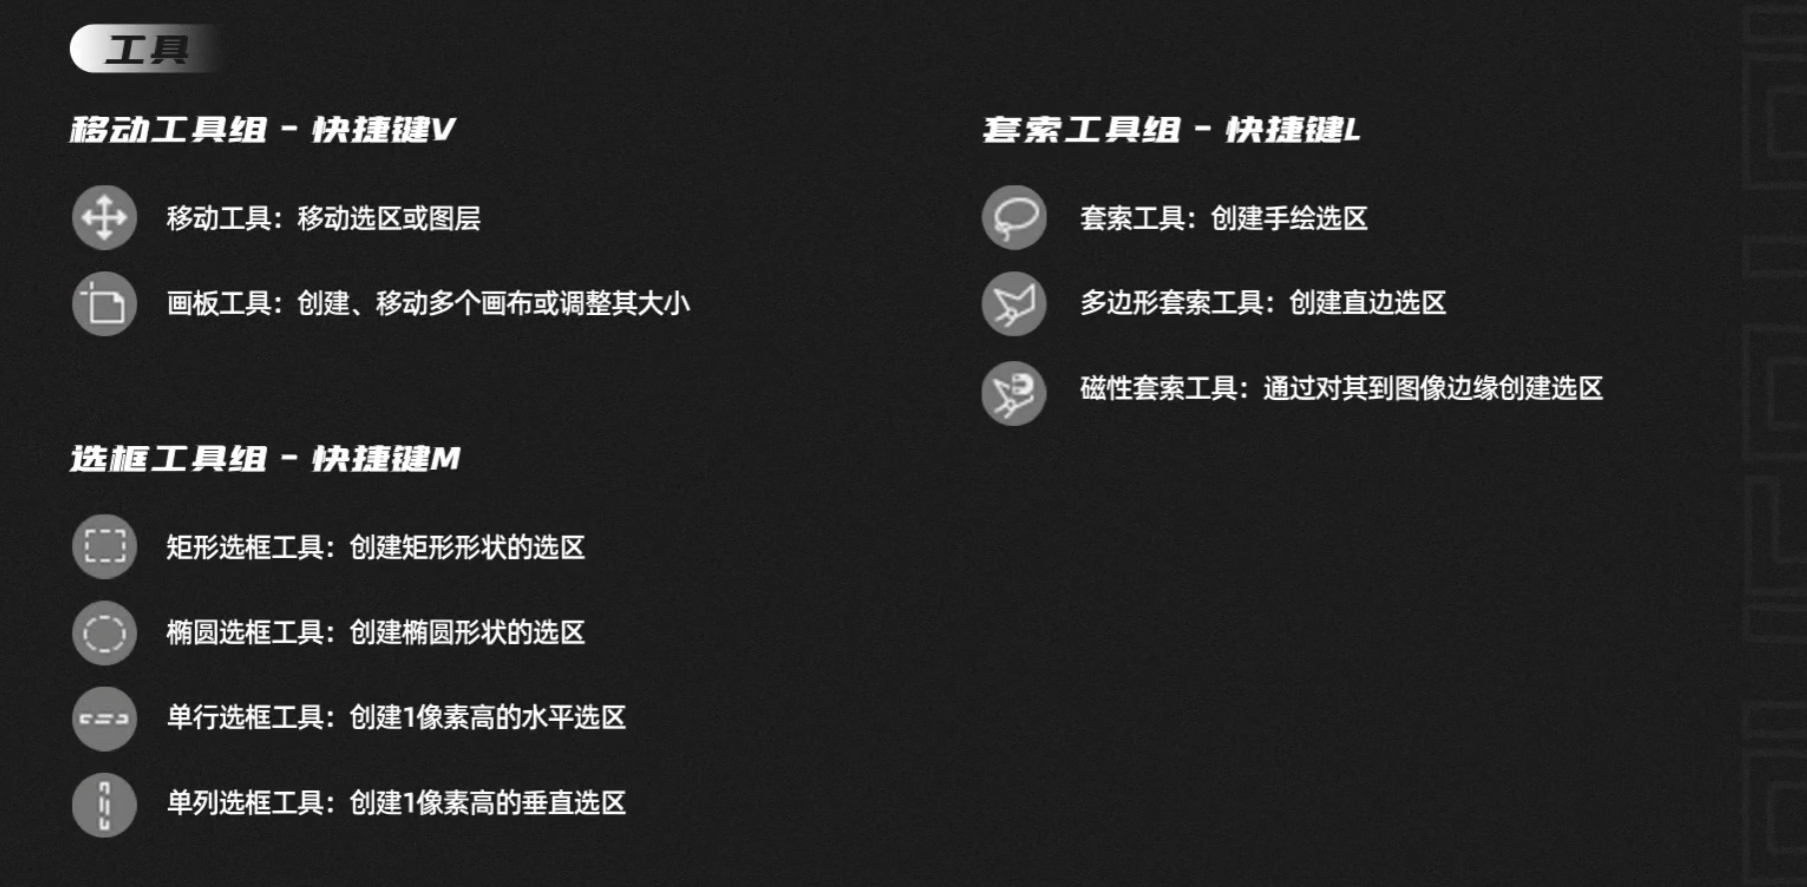 工具
移动工具组 - 快捷键V
移动工具：移动选区或图层
画板工具：创建、移动多个画布或调整其大小
选框工具组 - 快捷键M
矩形选框工具：创建矩形形状的选区
椭圆选框工具：创建椭圆形状的选区
单行选框工具：创建1像素高的水平选区
单列选框工具：创建1像素高的垂直选区
套索工具组 - 快捷键L
套索工具：创建手绘选区
多边形套索工具：创建直边选区
磁性套索工具：通过对其到图像边缘创建选区